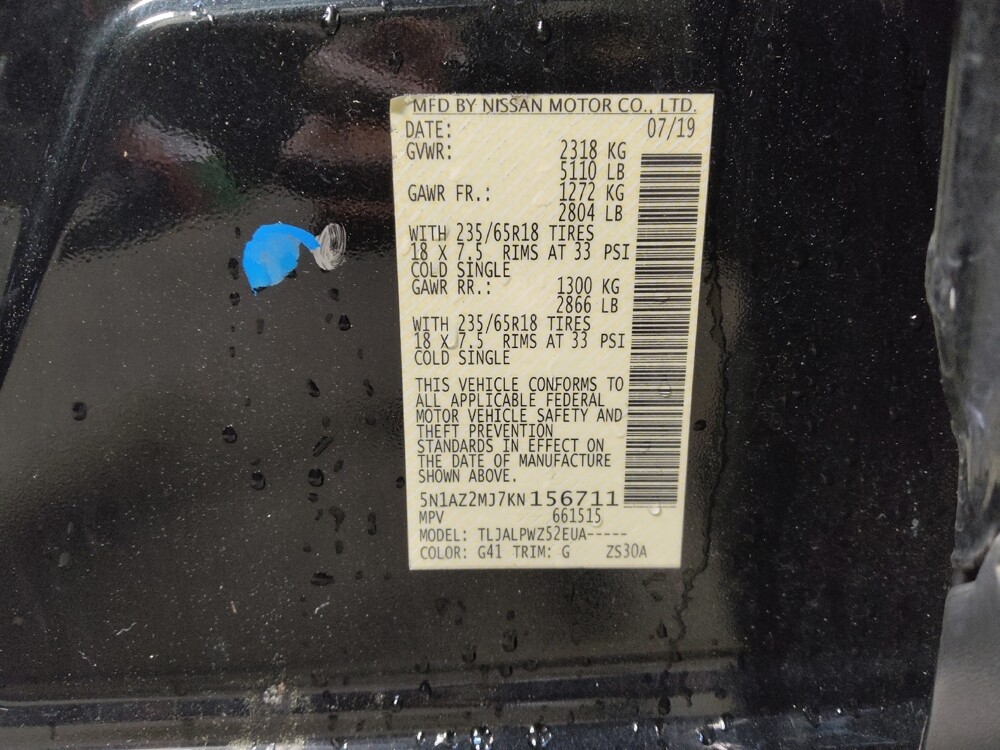 MFD BY NISSAN MOTOR CO., LTD.
DATE: 07/19
GVWR: 2318 KG
5110 LB
GAWR FR.: 1272 KG
2804 LB
WITH 235/65R18 TIRES
18 X 7.5 RIMS AT 33 PSI
COLD SINGLE
GAWR RR.: 1300 KG
2866 LB
WITH 235/65R18 TIRES
18 X 7.5 RIMS AT 33 PSI
COLD SINGLE
THIS VEHICLE CONFORMS TO
ALL APPLICABLE FEDERAL
MOTOR VEHICLE SAFETY AND
THEFT PREVENTION
STANDARDS IN EFFECT ON
THE DATE OF MANUFACTURE
SHOWN ABOVE.
5N1AZ2MJ7KN156711
MPV 661515
MODEL: TLJALPWZ52EUA-----
COLOR: G41 TRIM: G ZS30A